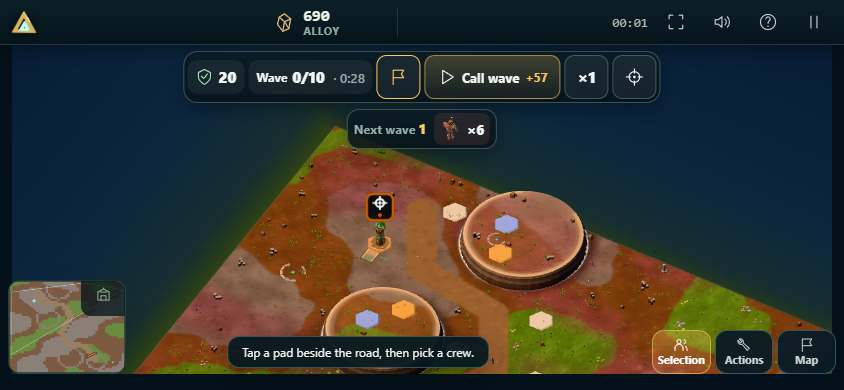 690
ALLOY
00:01
20
Wave 0/10 · 0:28
Call wave +57
×1
Next wave 1
×6
Tap a pad beside the road, then pick a crew.
Selection
Actions
Map